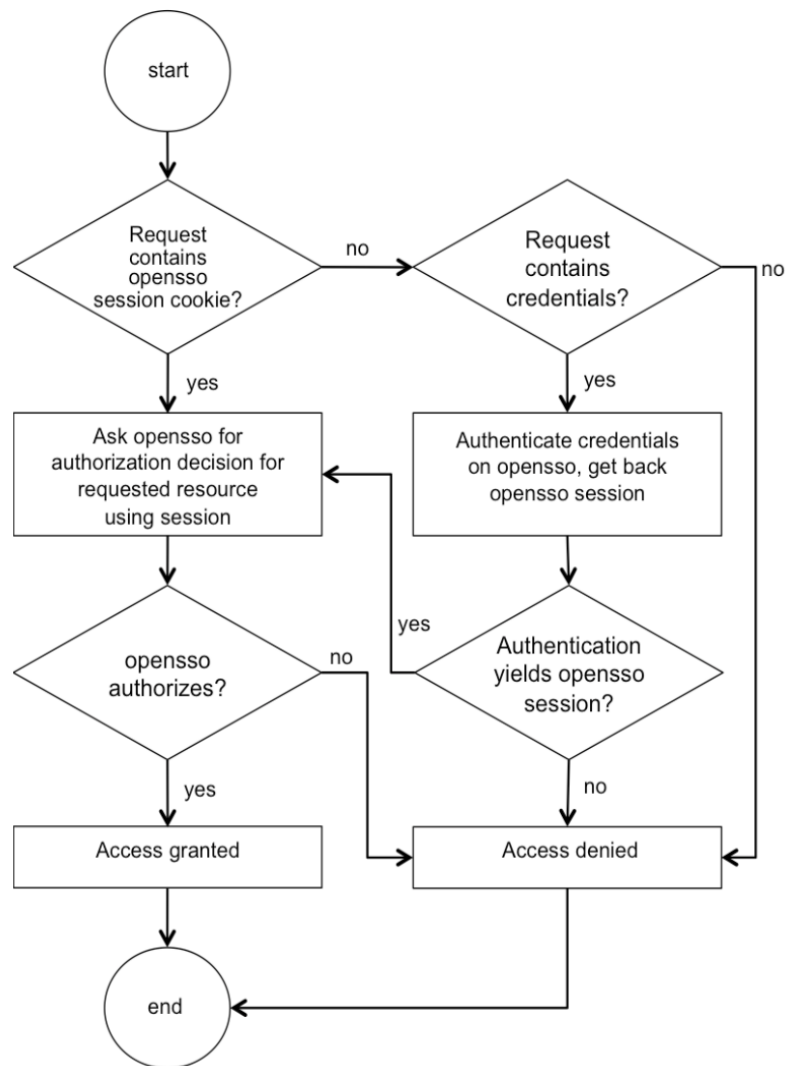 start
Request
contains
opensso
session cookie?
no
Request
contains
credentials?
no
yes
yes
Ask opensso for
authorization decision for
requested resource
using session
Authenticate credentials
on opensso, get back
opensso session
yes
opensso
authorizes?
no
Authentication
yields opensso
session?
yes
no
Access granted
Access denied
end